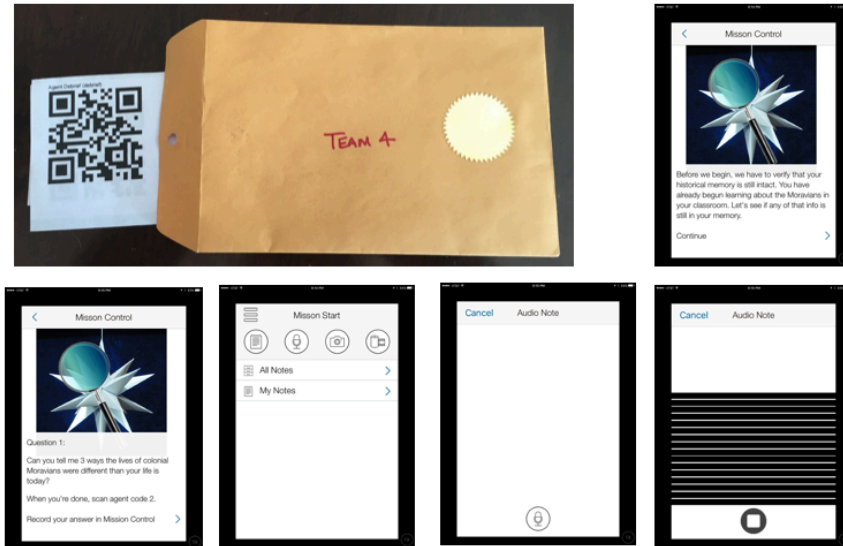 Agent Debrief (debrief)
TEAM 4
Misson Control
Before we begin, we have to verify that your
historical memory is still intact. You have
already begun learning about the Moravians in
your classroom. Let's see if any of that info is
still in your memory.
Continue
Misson Control
Question 1:
Can you tell me 3 ways the lives of colonial
Moravians were different than your life is
today?
When you're done, scan agent code 2.
Record your answer in Mission Control
Misson Start
All Notes
My Notes
Cancel Audio Note
Cancel Audio Note